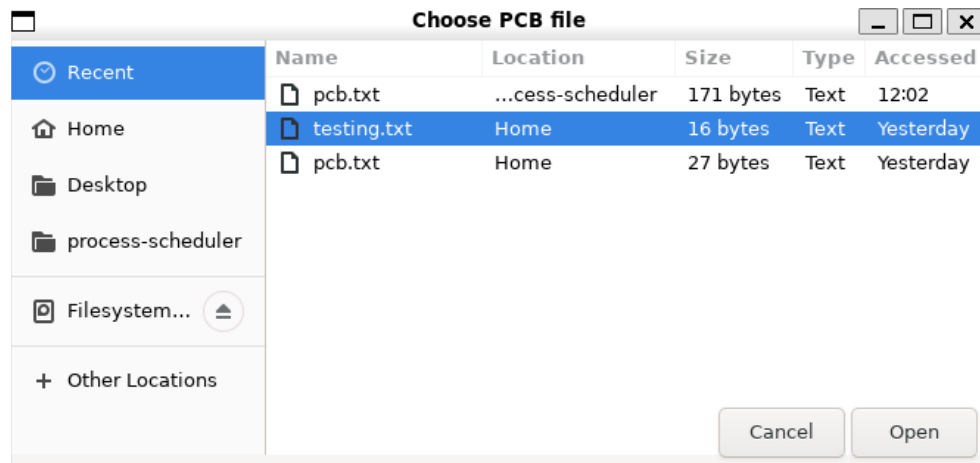 Choose PCB file
Recent
Home
Desktop
process-scheduler
Filesystem...
Other Locations
Name Location Size Type Accessed
pcb.txt ...cess-scheduler 171 bytes Text 12:02
testing.txt Home 16 bytes Text Yesterday
pcb.txt Home 27 bytes Text Yesterday
Cancel Open